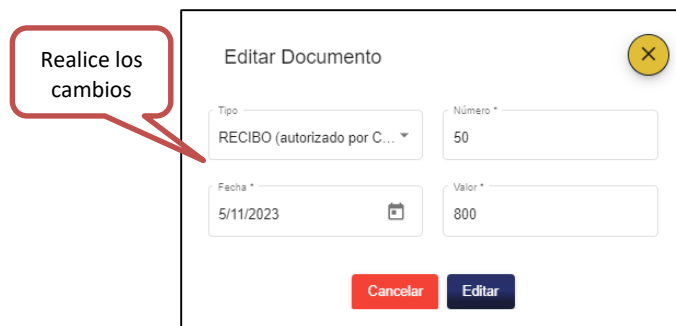 Realice los
cambios
Editar Documento
Tipo
RECIBO (autorizado por C...
Número *
50
Fecha *
5/11/2023
Valor *
800
Cancelar
Editar